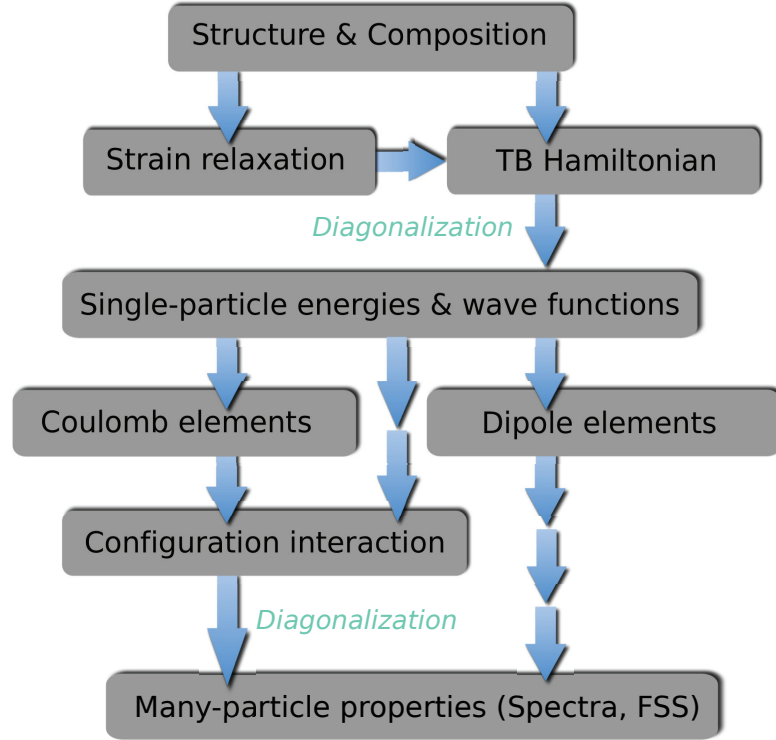 Structure & Composition
Strain relaxation
TB Hamiltonian
Diagonalization
Single-particle energies & wave functions
Coulomb elements
Dipole elements
Configuration interaction
Diagonalization
Many-particle properties (Spectra, FSS)